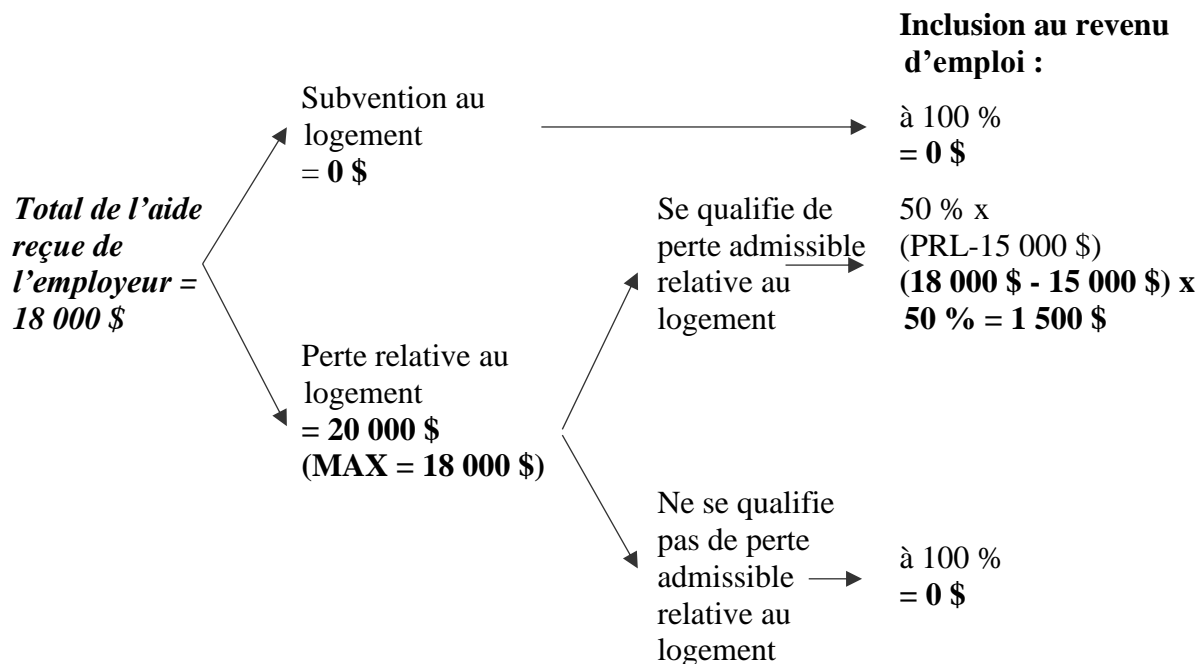 Inclusion au revenu
d'emploi :
Subvention au
logement
= 0 $
à 100 %
= 0 $
Total de l'aide
reçue de
l'employeur =
18 000 $
Se qualifie de
perte admissible
relative au
logement
50 % x
(PRL-15 000 $)
(18 000 $ - 15 000 $) x
50 % = 1 500 $
Perte relative au
logement
= 20 000 $
(MAX = 18 000 $)
Ne se qualifie
pas de perte
admissible
relative au
logement
à 100 %
= 0 $